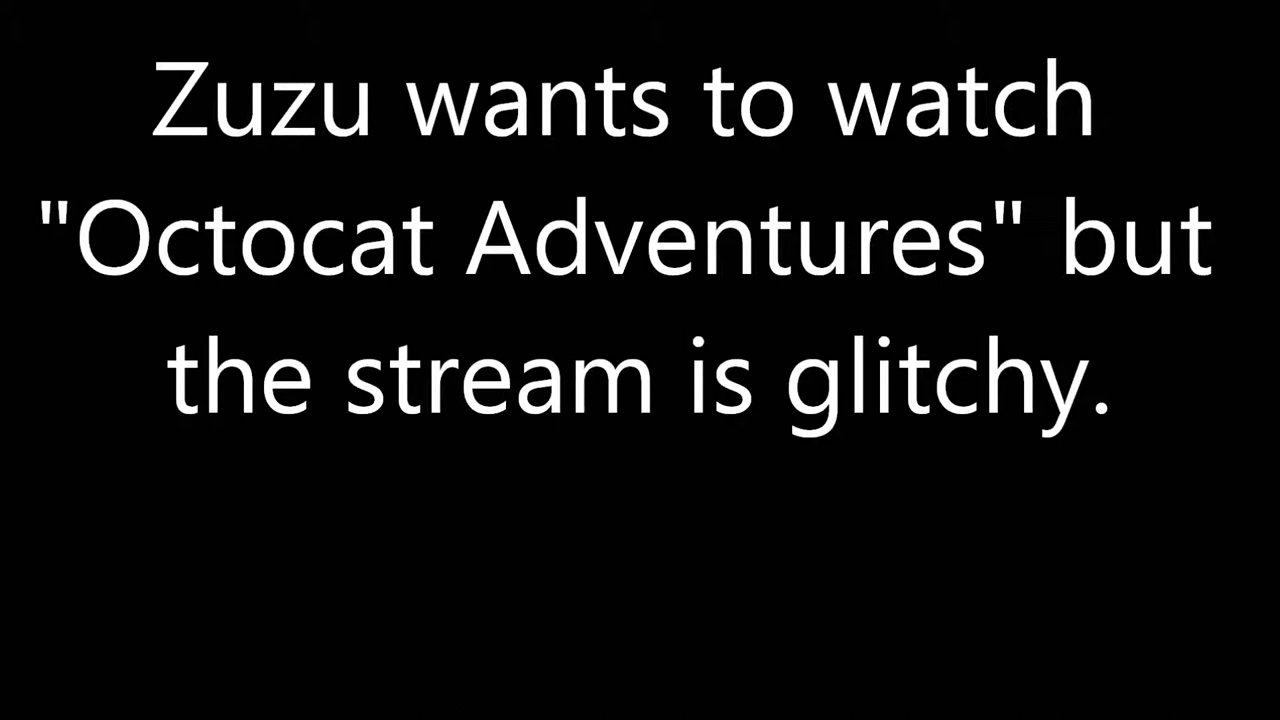 Zuzu wants to watch
"Octocat Adventures" but
the stream is glitchy.